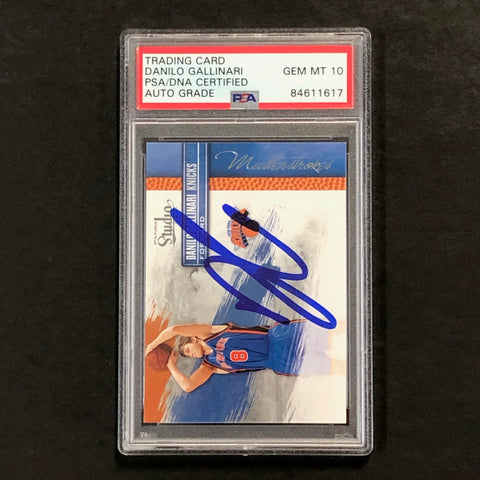 TRADING CARD
DANILO GALLINARI
PSA/DNA CERTIFIED
AUTO GRADE
GEM MT 10
PSA
84611617
Masterstrokes
Studio
DANILO GALLINARI KNICKS
FORWARD
8